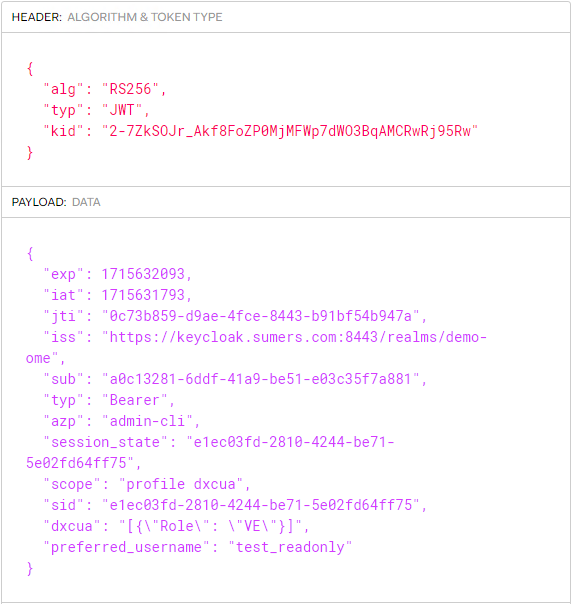 HEADER: ALGORITHM & TOKEN TYPE
{
"alg": "RS256",
"typ": "JWT",
"kid": "2-7ZkSOJr_Akf8FoZP0MjMFWp7dWO3BqAMCRwRj95Rw"
}
PAYLOAD: DATA
{
"exp": 1715632093,
"iat": 1715631793,
"jti": "0c73b859-d9ae-4fce-8443-b91bf54b947a",
"iss": "https://keycloak.sumers.com:8443/realms/demo-
ome",
"sub": "a0c13281-6ddf-41a9-be51-e03c35f7a881",
"typ": "Bearer",
"azp": "admin-cli",
"session_state": "e1ec03fd-2810-4244-be71-
5e02fd64ff75",
"scope": "profile dxcua",
"sid": "e1ec03fd-2810-4244-be71-5e02fd64ff75",
"dxcua": "[{\"Role\": \"VE\"}]",
"preferred_username": "test_readonly"
}